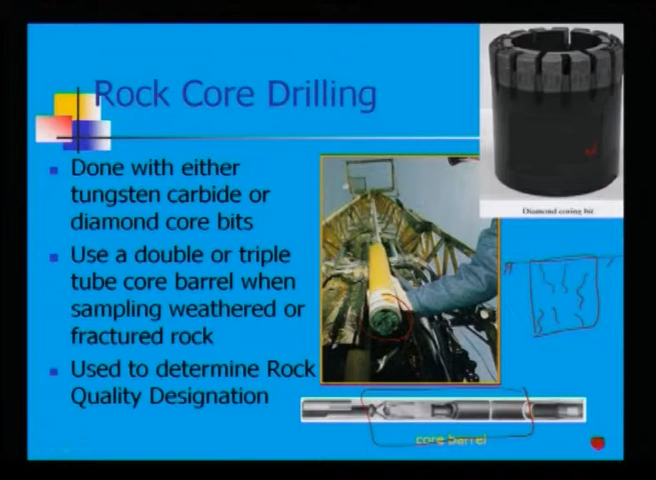 Rock Core Drilling
Done with either
tungsten carbide or
diamond core bits
Use a double or triple
tube core barrel when
sampling weathered or
fractured rock
Used to determine Rock
Quality Designation
Diamond coring bit
core barrel